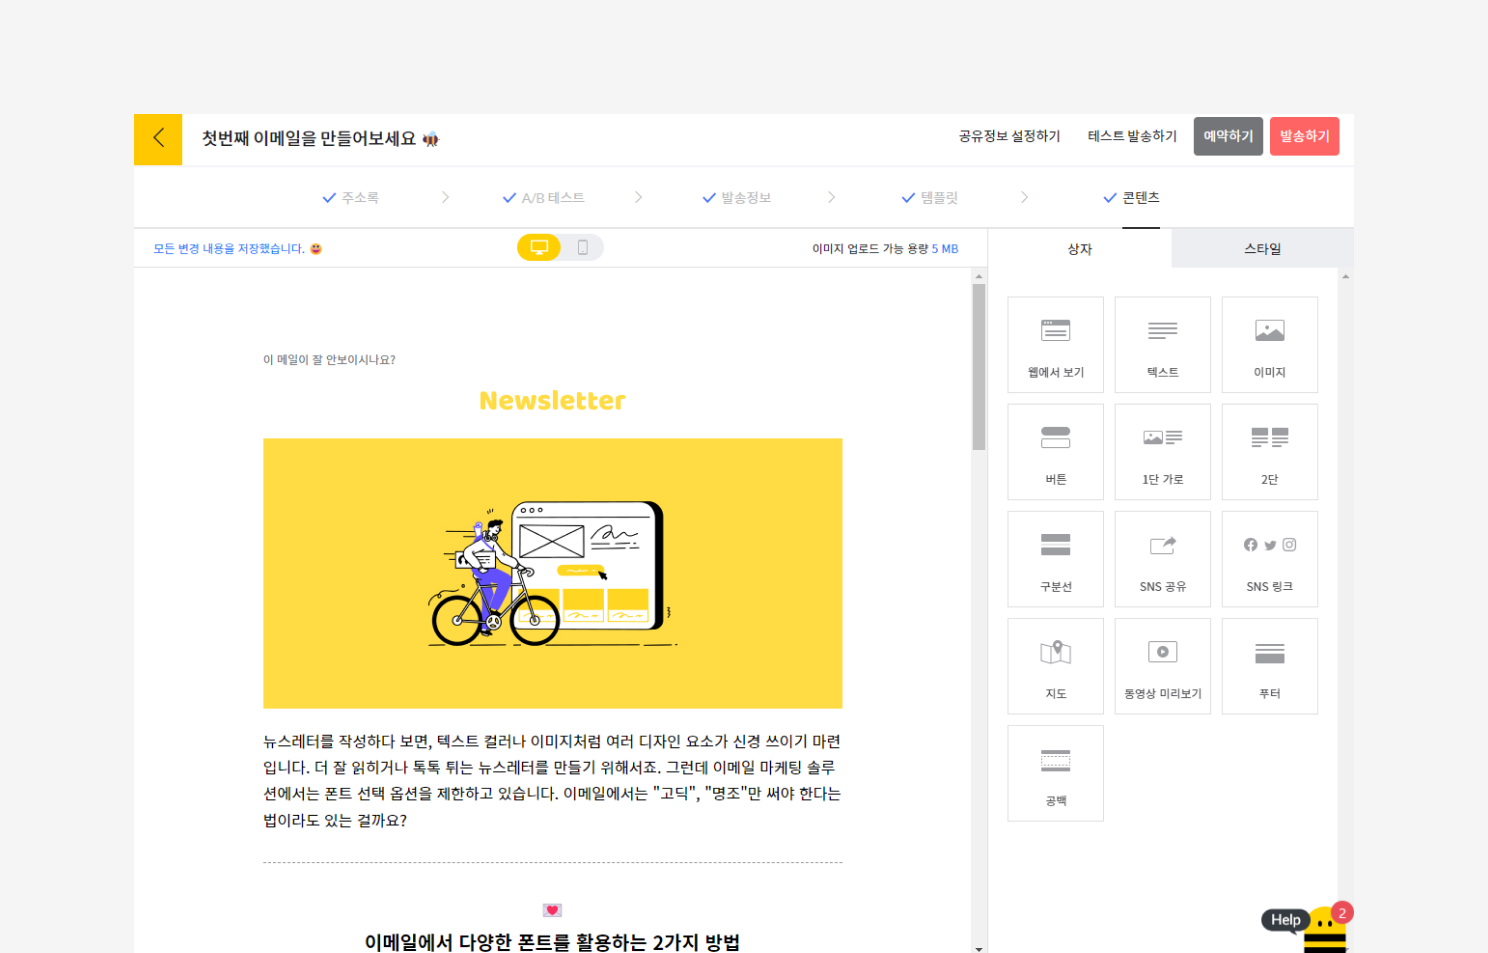 첫번째 이메일을 만들어보세요 🐝
공유정보 설정하기
테스트 발송하기
예약하기
발송하기
주소록
A/B 테스트
발송정보
템플릿
콘텐츠
모든 변경 내용을 저장했습니다. 😃
이미지 업로드 가능 용량 5 MB
상자
스타일
이 메일이 잘 안보이시나요?
Newsletter
뉴스레터를 작성하다 보면, 텍스트 컬러나 이미지처럼 여러 디자인 요소가 신경 쓰이기 마련
입니다. 더 잘 읽히거나 톡톡 튀는 뉴스레터를 만들기 위해서죠. 그런데 이메일 마케팅 솔루
션에서는 폰트 선택 옵션을 제한하고 있습니다. 이메일에서는 "고딕", "명조"만 써야 한다는
법이라도 있는 걸까요?
💌
이메일에서 다양한 폰트를 활용하는 2가지 방법
웹에서 보기
텍스트
이미지
버튼
1단 가로
2단
구분선
SNS 공유
SNS 링크
지도
동영상 미리보기
푸터
공백
Help
2